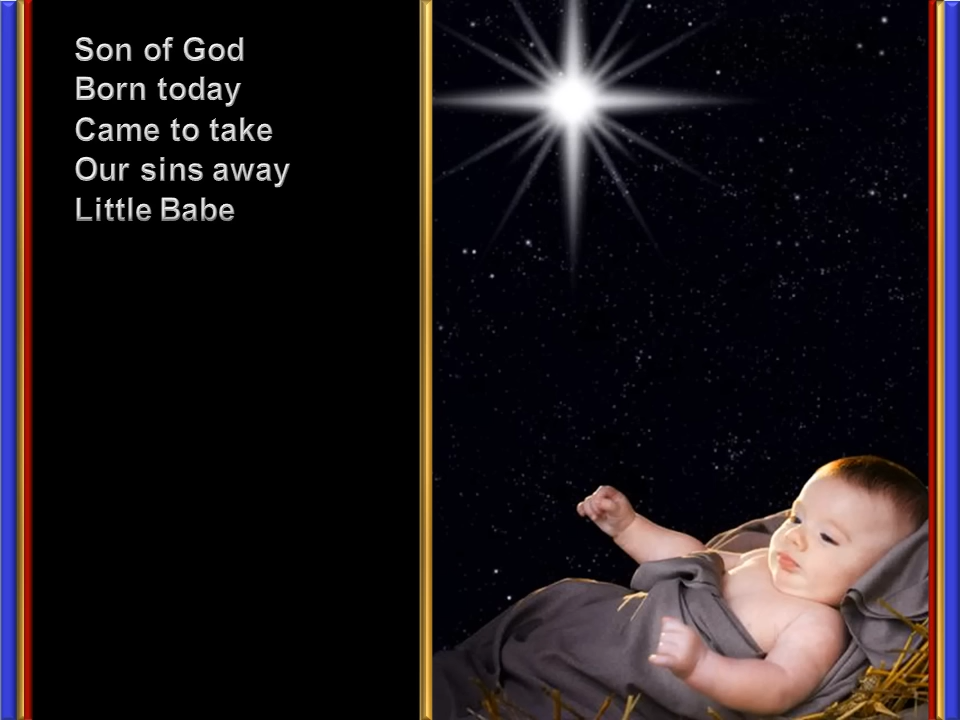 Son of God
Born today
Came to take
Our sins away
Little Babe